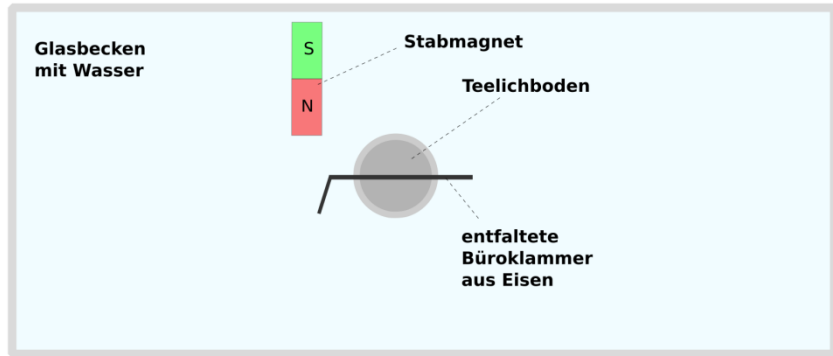 Glasbecken
mit Wasser
S
N
Stabmagnet
Teelichboden
entfaltete
Büroklammer
aus Eisen